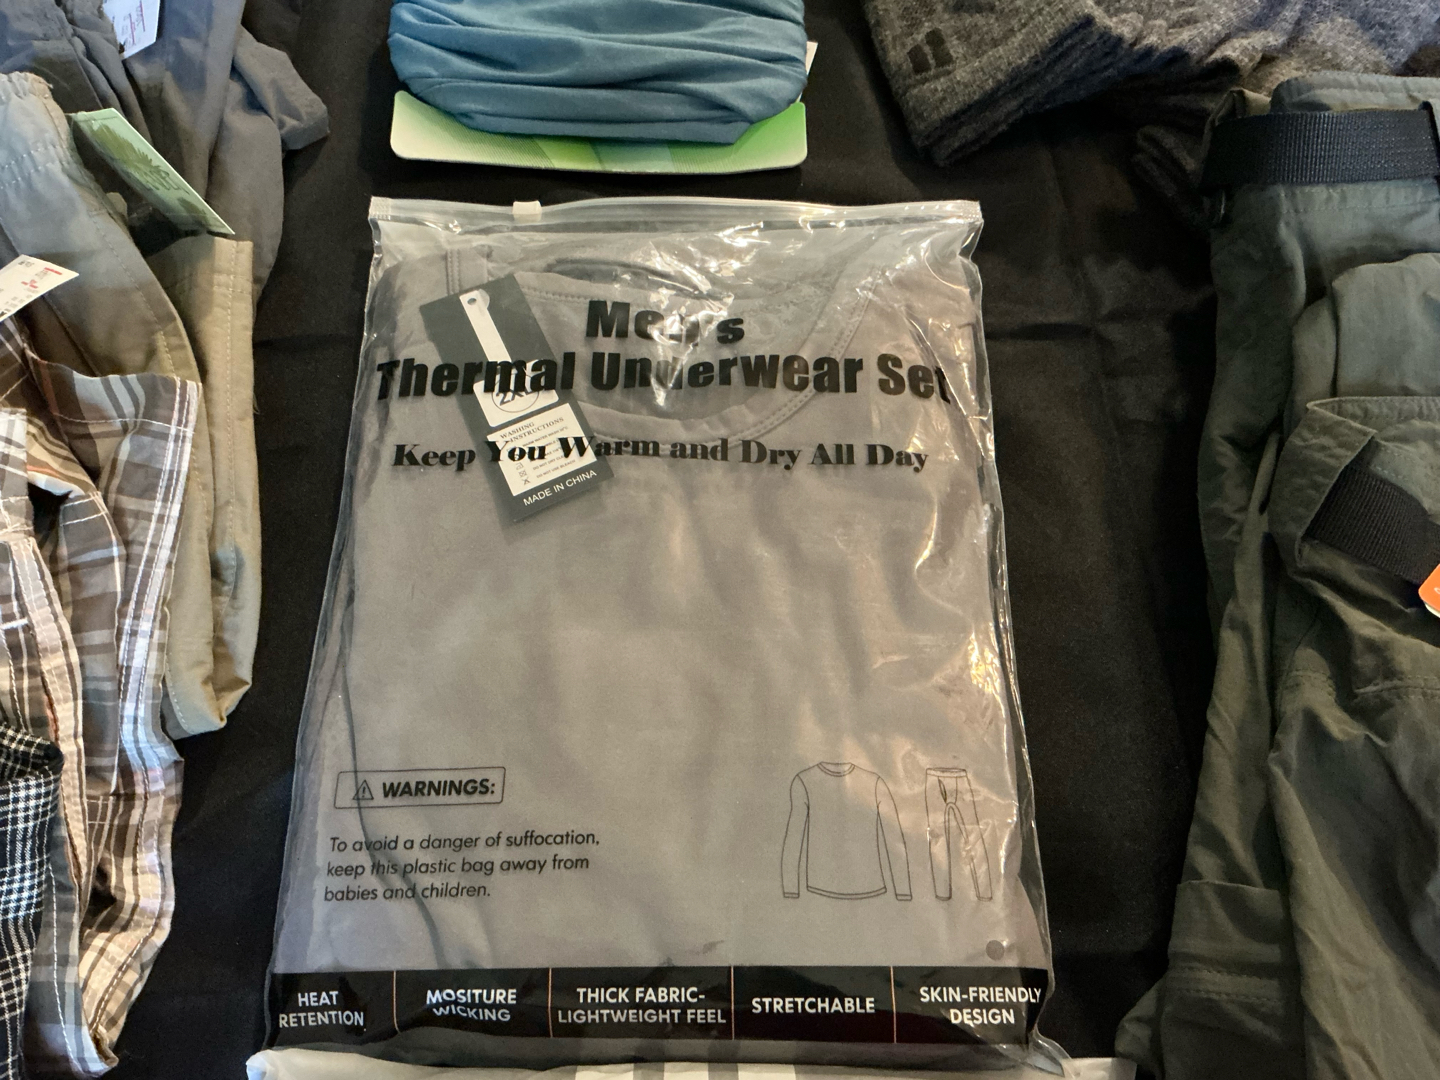 Men's
Thermal Underwear Set
Keep You Warm and Dry All Day
2XL
WASHING
INSTRUCTIONS
MADE IN CHINA
WARNINGS:
To avoid a danger of suffocation,
keep this plastic bag away from
babies and children.
HEAT
RETENTION
MOSITURE
WICKING
THICK FABRIC-
LIGHTWEIGHT FEEL
STRETCHABLE
SKIN-FRIENDLY
DESIGN